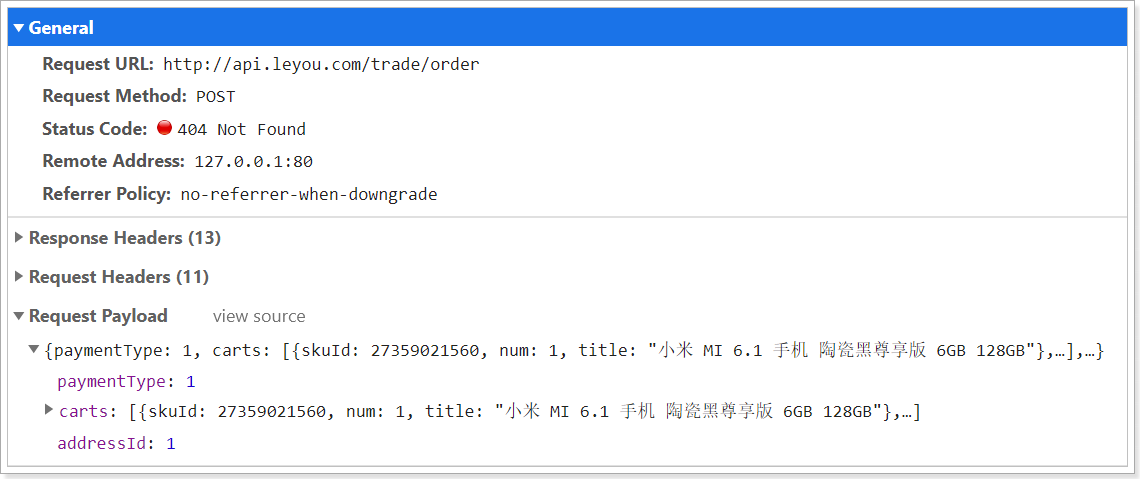 General
Request URL: http://api.leyou.com/trade/order
Request Method: POST
Status Code: 404 Not Found
Remote Address: 127.0.0.1:80
Referrer Policy: no-referrer-when-downgrade
Response Headers (13)
Request Headers (11)
Request Payload view source
{paymentType: 1, carts: [{skuId: 27359021560, num: 1, title: "小米 MI 6.1 手机 陶瓷黑尊享版 6GB 128GB"},…],…}
paymentType: 1
carts: [{skuId: 27359021560, num: 1, title: "小米 MI 6.1 手机 陶瓷黑尊享版 6GB 128GB"},…]
addressId: 1